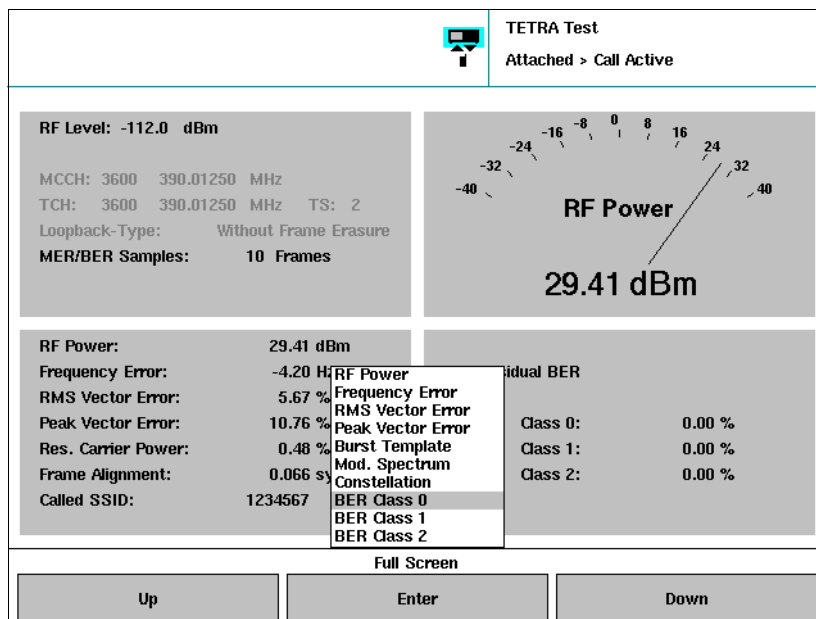 TETRA Test
Attached > Call Active
RF Level: -112.0 dBm
MCCH: 3600 390.01250 MHz
TCH: 3600 390.01250 MHz TS: 2
Loopback-Type: Without Frame Erasure
MER/BER Samples: 10 Frames
-40 -32 -24 -16 -8 0 8 16 24 32 40
RF Power
29.41 dBm
RF Power: 29.41 dBm
Frequency Error: -4.20
RMS Vector Error: 5.67 %
Peak Vector Error: 10.76 %
Res. Carrier Power: 0.48 %
Frame Alignment: 0.066
Called SSID: 1234567
RF Power
Frequency Error
RMS Vector Error
Peak Vector Error
Burst Template
Mod. Spectrum
Constellation
BER Class 0
BER Class 1
BER Class 2
BER
Class 0: 0.00 %
Class 1: 0.00 %
Class 2: 0.00 %
Full Screen
Up Enter Down